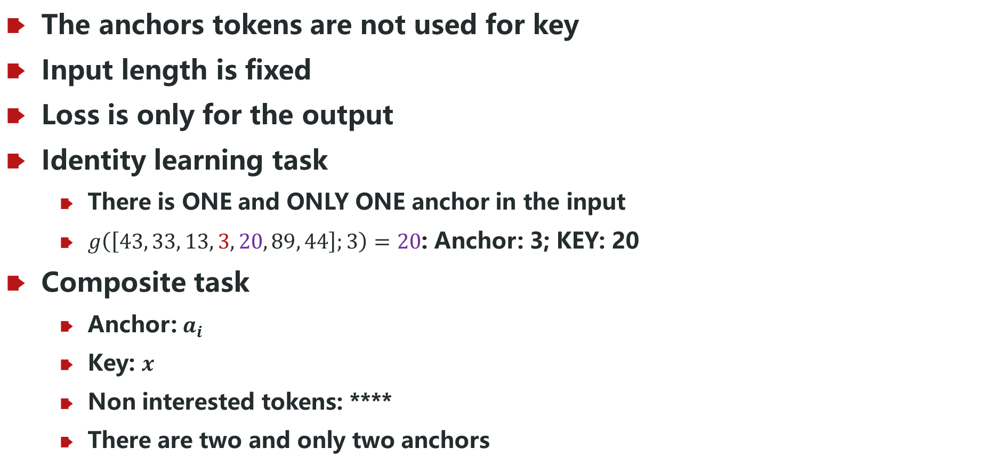 The anchors tokens are not used for key
Input length is fixed
Loss is only for the output
Identity learning task
There is ONE and ONLY ONE anchor in the input
g([43, 33, 13, 3, 20, 89, 44]; 3) = 20: Anchor: 3; KEY: 20
Composite task
Anchor: aᵢ
Key: x
Non interested tokens: ****
There are two and only two anchors